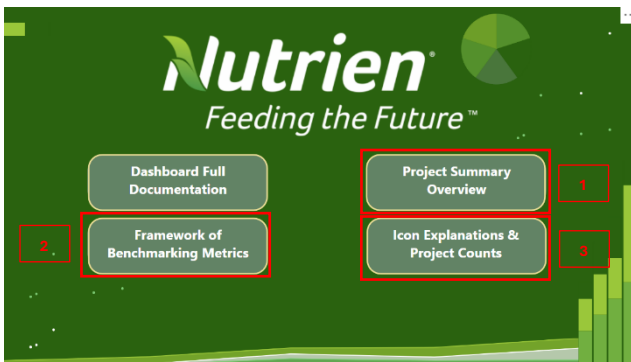 Nutrien®
Feeding the Future™
Dashboard Full
Documentation
Project Summary
Overview
1
2
Framework of
Benchmarking Metrics
Icon Explanations &
Project Counts
3